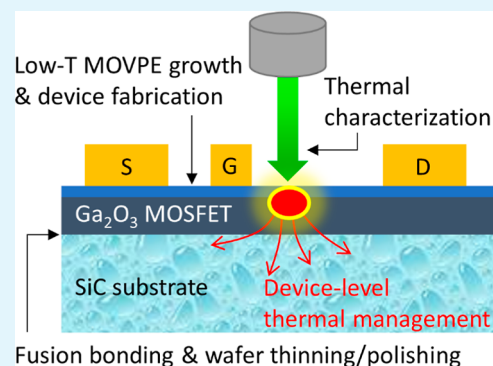 Low-T MOVPE growth
& device fabrication
Thermal
characterization
S
G
D
Ga₂O₃ MOSFET
SiC substrate
Device-level
thermal management
Fusion bonding & wafer thinning/polishing